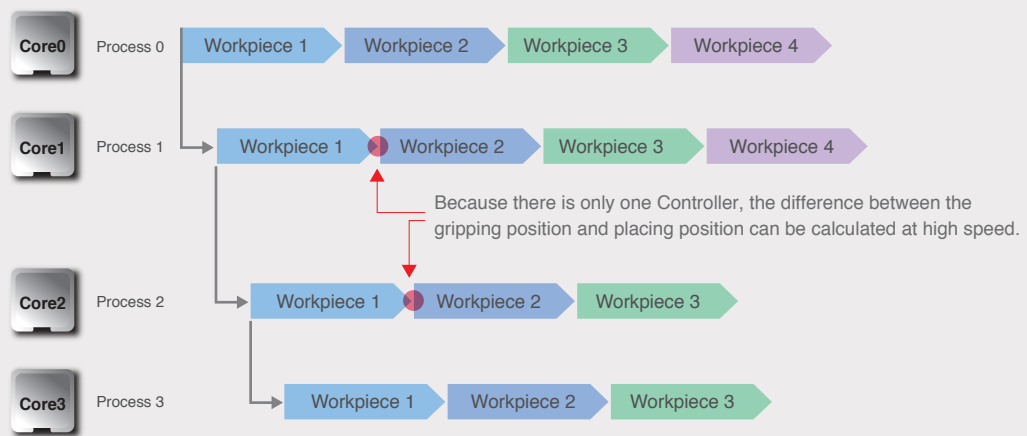 Core0 Process 0 Workpiece 1 Workpiece 2 Workpiece 3 Workpiece 4
Core1 Process 1 Workpiece 1 Workpiece 2 Workpiece 3 Workpiece 4
Because there is only one Controller, the difference between the
gripping position and placing position can be calculated at high speed.
Core2 Process 2 Workpiece 1 Workpiece 2 Workpiece 3
Core3 Process 3 Workpiece 1 Workpiece 2 Workpiece 3